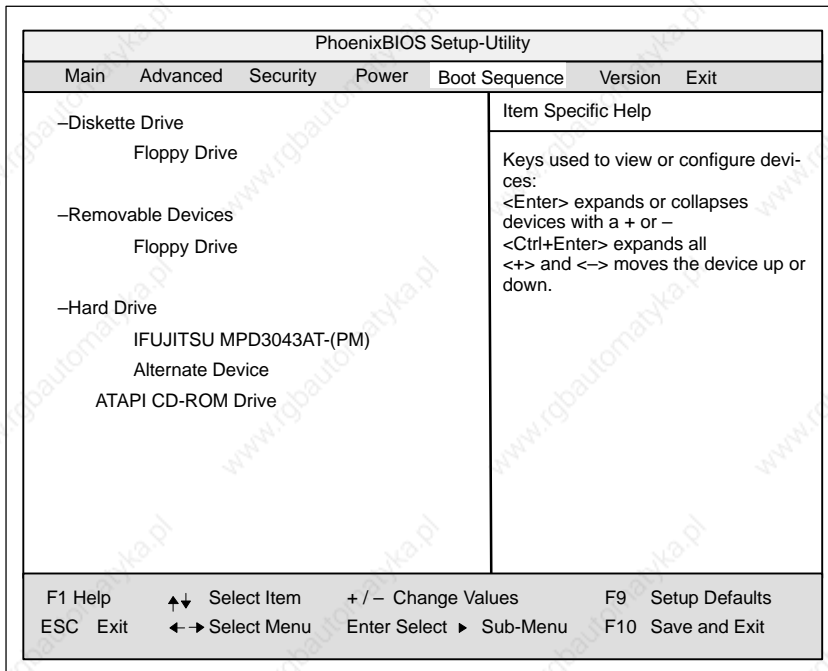 PhoenixBIOS Setup-Utility
Main Advanced Security Power Boot Sequence Version Exit
–Diskette Drive
Floppy Drive
–Removable Devices
Floppy Drive
–Hard Drive
IFUJITSU MPD3043AT-(PM)
Alternate Device
ATAPI CD-ROM Drive
Item Specific Help
Keys used to view or configure devi-
ces:
<Enter> expands or collapses
devices with a + or –
<Ctrl+Enter> expands all
<+> and <–> moves the device up or
down.
F1 Help Select Item + / – Change Values F9 Setup Defaults
ESC Exit Select Menu Enter Select Sub-Menu F10 Save and Exit
www.rgbautomatyka.pl